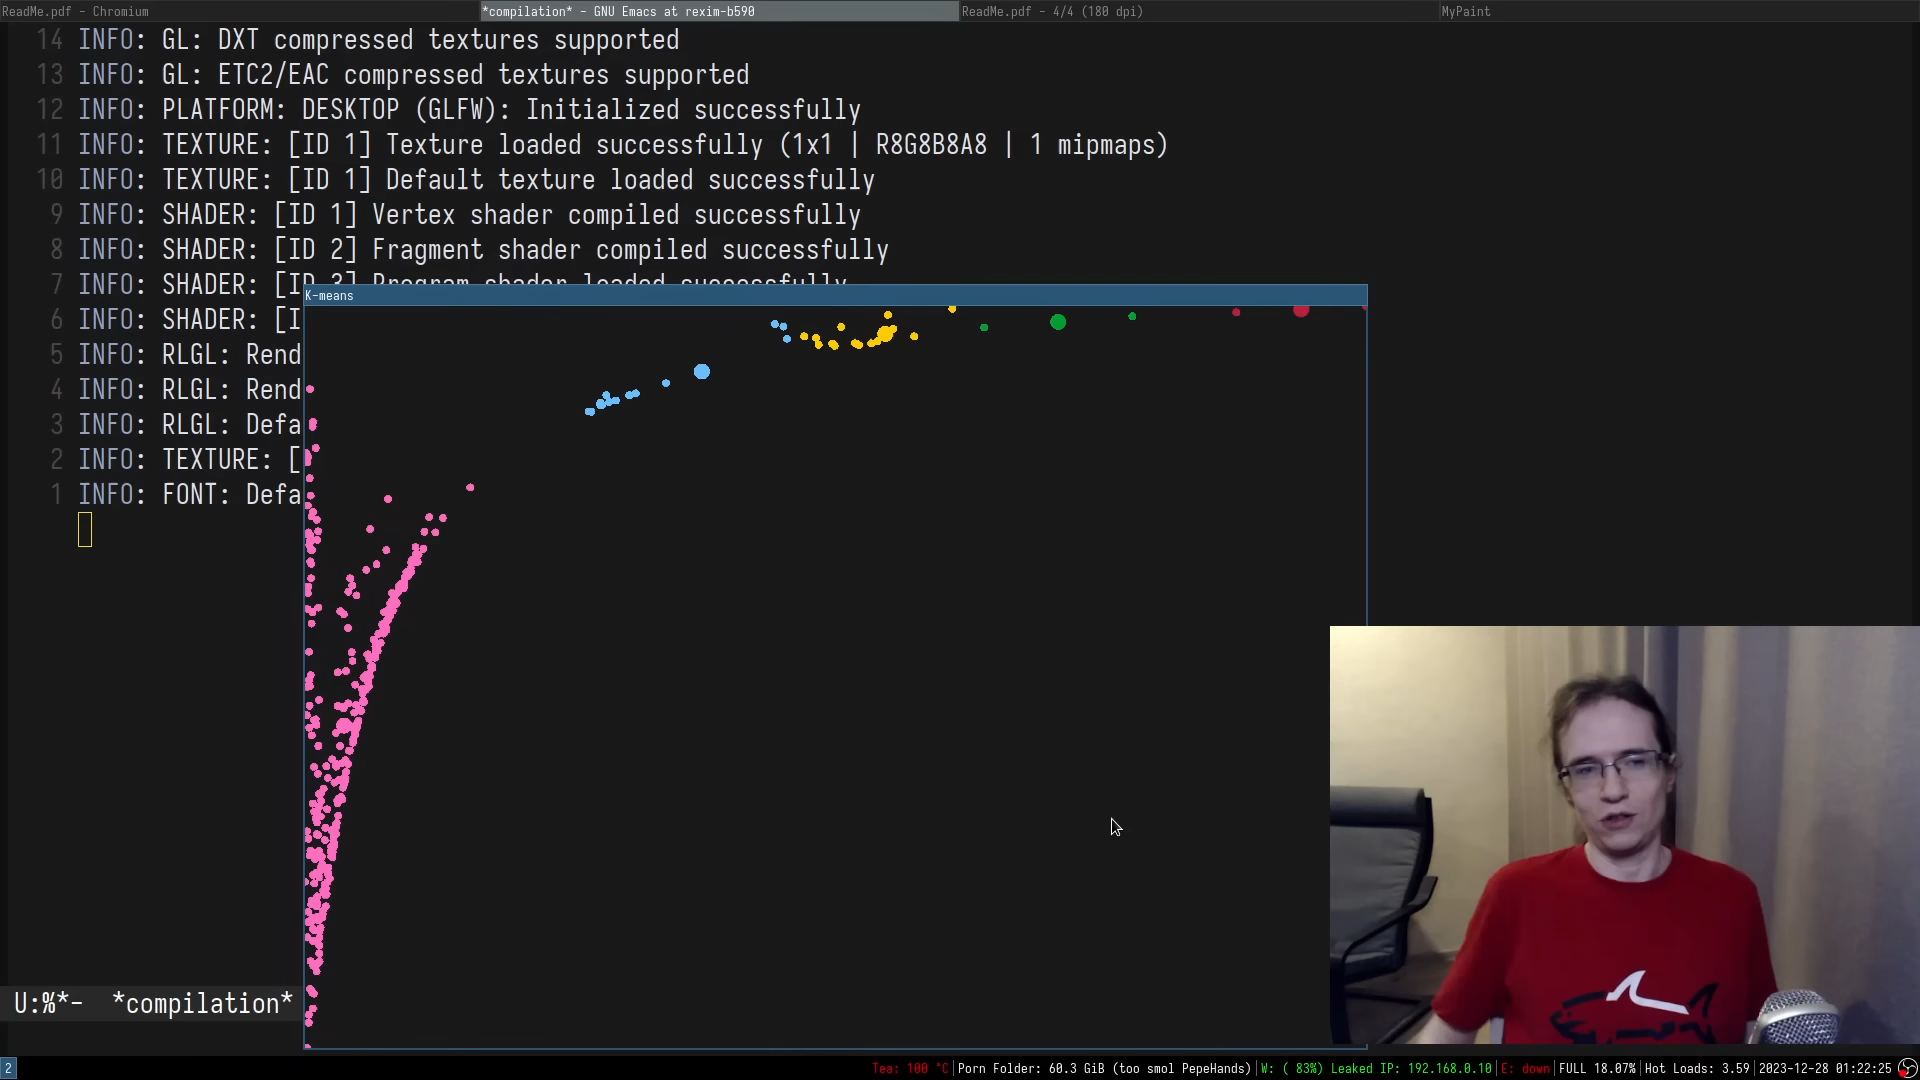 ReadMe.pdf - Chromium
*compilation* - GNU Emacs at rexim-b590
ReadMe.pdf - 4/4 (180 dpi)
MyPaint
14 INFO: GL: DXT compressed textures supported
13 INFO: GL: ETC2/EAC compressed textures supported
12 INFO: PLATFORM: DESKTOP (GLFW): Initialized successfully
11 INFO: TEXTURE: [ID 1] Texture loaded successfully (1x1 | R8G8B8A8 | 1 mipmaps)
10 INFO: TEXTURE: [ID 1] Default texture loaded successfully
9 INFO: SHADER: [ID 1] Vertex shader compiled successfully
8 INFO: SHADER: [ID 2] Fragment shader compiled successfully
7 INFO: SHADER: [ID 3] Program shader loaded successfully
K-means
6 INFO: SHADER: [I
5 INFO: RLGL: Rend
4 INFO: RLGL: Rend
3 INFO: RLGL: Defa
2 INFO: TEXTURE: [
1 INFO: FONT: Defa
U:%*- *compilation*
2
Tea: 100 °C|Porn Folder: 60.3 GiB (too smol PepeHands)|W: ( 83%) Leaked IP: 192.168.0.10|E: down|FULL 18.07%|Hot Loads: 3.59|2023-12-28 01:22:25